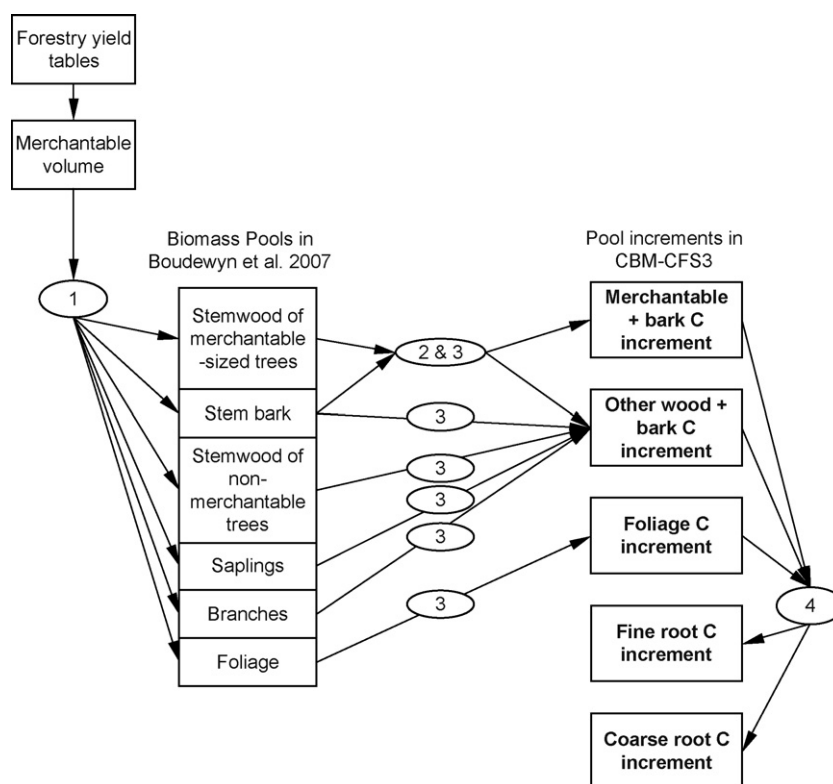 Forestry yield
tables
Merchantable
volume
1
Biomass Pools in
Boudewyn et al. 2007
Stemwood of
merchantable
-sized trees
Stem bark
Stemwood of
non-
merchantable
trees
Saplings
Branches
Foliage
2 & 3
3
3
3
3
3
Pool increments in
CBM-CFS3
Merchantable
+ bark C
increment
Other wood +
bark C
increment
Foliage C
increment
Fine root C
increment
Coarse root C
increment
4